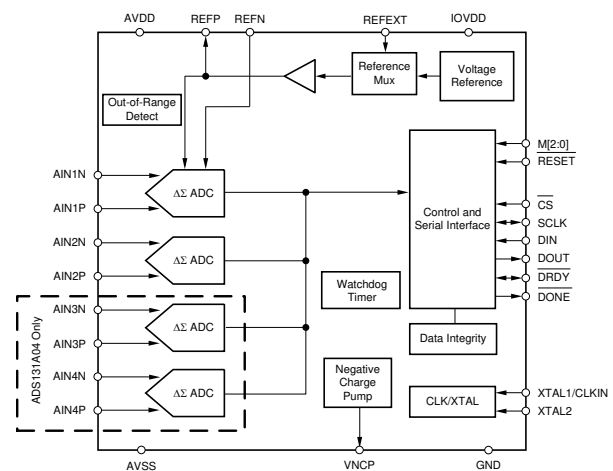 AVDD
REFP
REFN
REFEXT
IOVDD
Reference
Mux
Voltage
Reference
Out-of-Range
Detect
AIN1N
AIN1P
ΔΣ ADC
AIN2N
AIN2P
ΔΣ ADC
ADS131A04 Only
AIN3N
AIN3P
ΔΣ ADC
AIN4N
AIN4P
ΔΣ ADC
Control and
Serial Interface
M[2:0]
RESET
CS
SCLK
DIN
DOUT
DRDY
DONE
Watchdog
Timer
Data Integrity
Negative
Charge
Pump
CLK/XTAL
XTAL1/CLKIN
XTAL2
AVSS
VNCP
GND